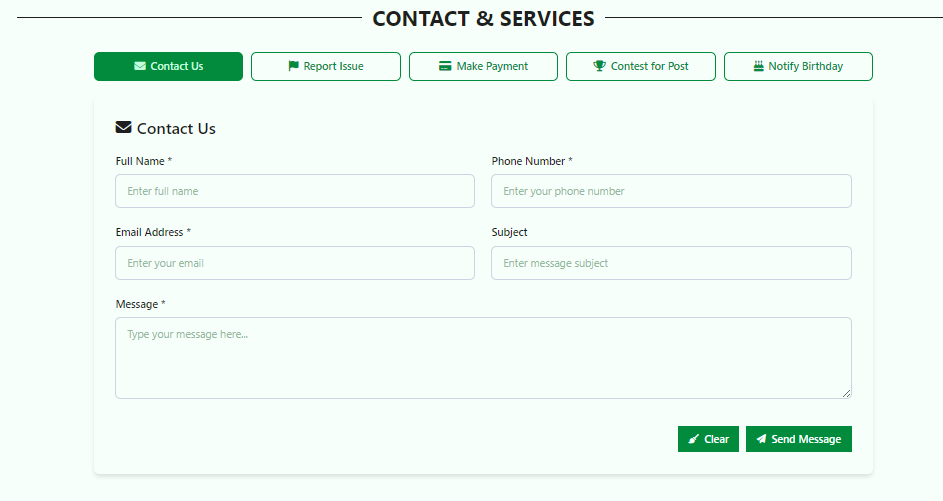 CONTACT & SERVICES
Contact Us Report Issue Make Payment Contest for Post Notify Birthday
Contact Us
Full Name * Phone Number *
Enter full name Enter your phone number
Email Address * Subject
Enter your email Enter message subject
Message *
Type your message here...
Clear Send Message